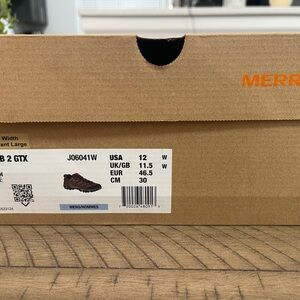 MERR
Width
ant Large
B 2 GTX
J06041W
USA 12 W
UK/GB 11.5 W
EUR 46.5
CM 30
MENS/HOMMES